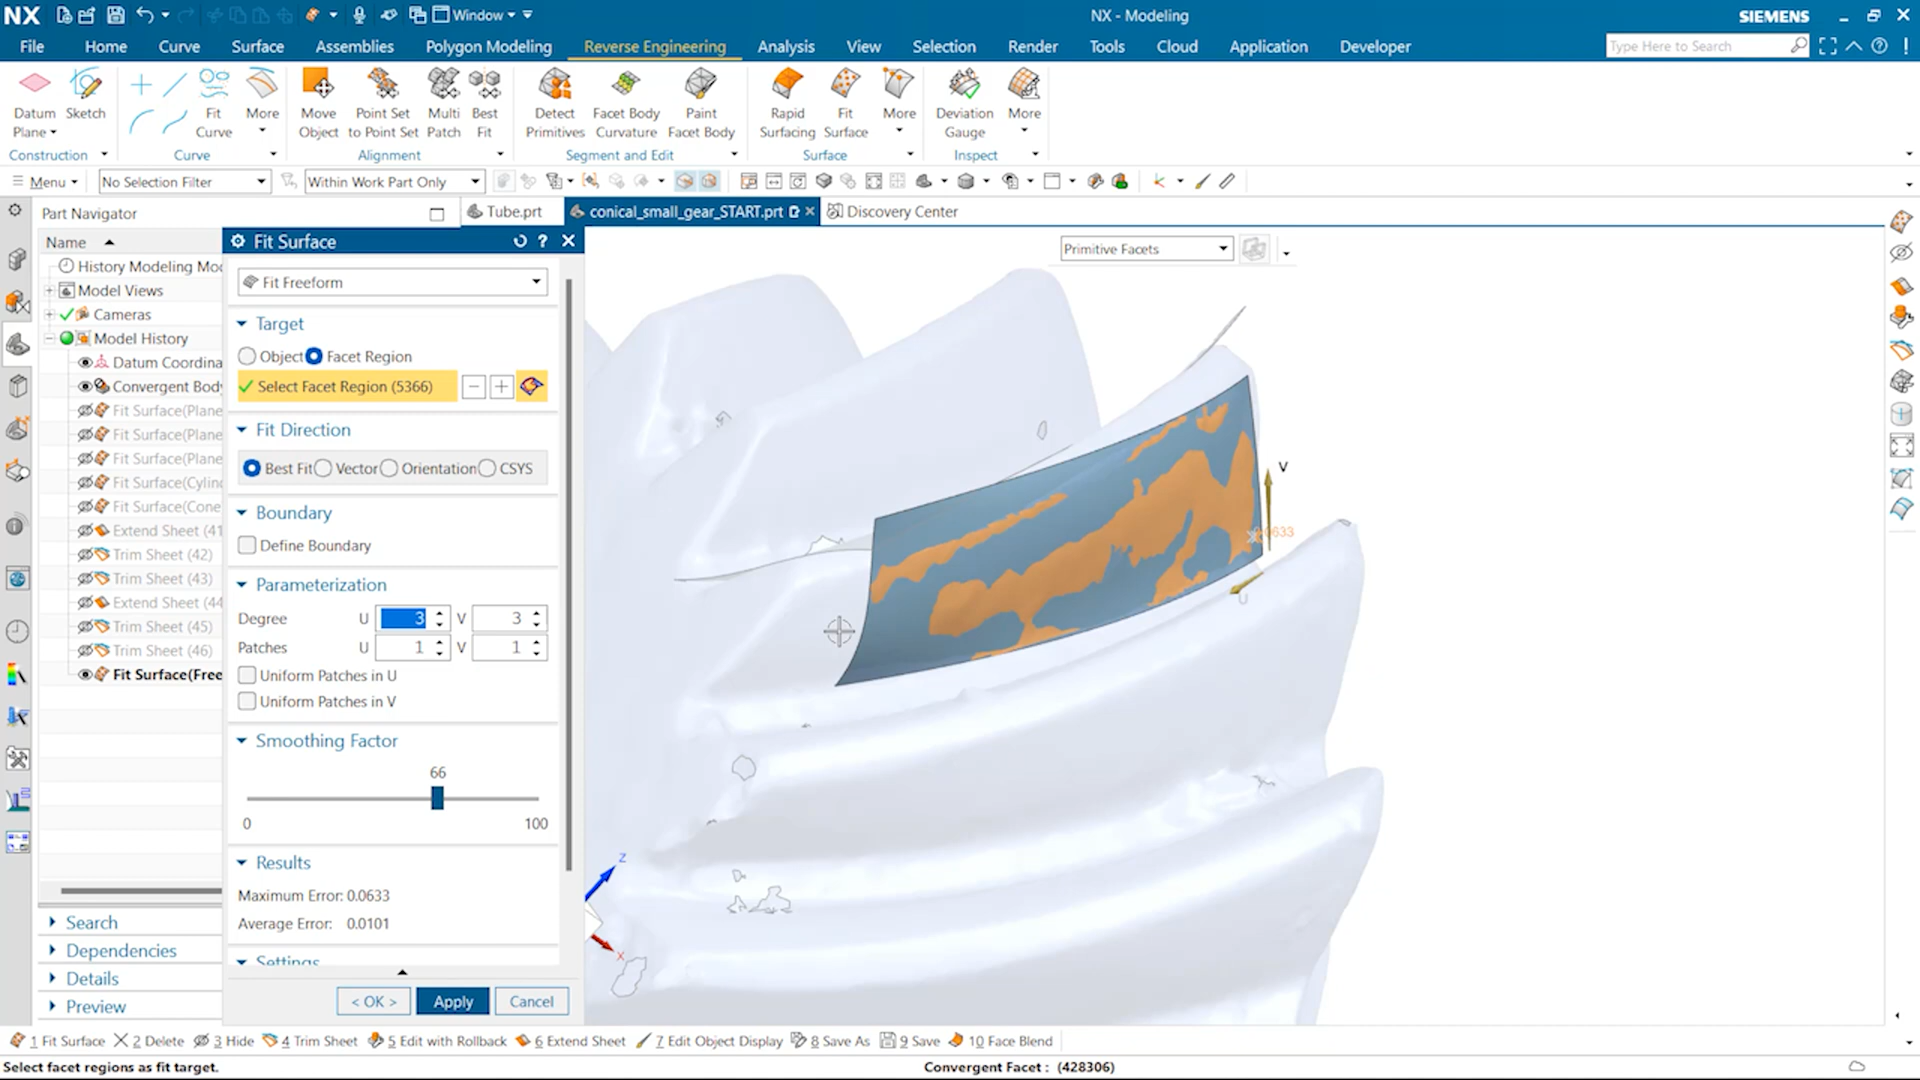 NX Window NX - Modeling SIEMENS
File Home Curve Surface Assemblies Polygon Modeling Reverse Engineering Analysis View Selection Render Tools Cloud Application Developer Type Here to Search
Datum Plane Sketch Fit Curve More Move Object Point Set to Point Set Multi Patch Best Fit Detect Primitives Facet Body Curvature Paint Facet Body Rapid Surfacing Fit Surface More Deviation Gauge More
Construction Curve Alignment Segment and Edit Surface Inspect
Menu No Selection Filter Within Work Part Only
Part Navigator Tube.prt conical_small_gear_START.prt Discovery Center
Name
History Modeling Mo
Model Views
Cameras
Model History
Datum Coordina
Convergent Body
Fit Surface(Plane
Fit Surface(Plane
Fit Surface(Plane
Fit Surface(Cylin
Fit Surface(Cone
Extend Sheet (41
Trim Sheet (42)
Trim Sheet (43)
Extend Sheet (44
Trim Sheet (45)
Trim Sheet (46)
Fit Surface(Free
Search
Dependencies
Details
Preview
Fit Surface
Fit Freeform
Target
Object Facet Region
Select Facet Region (5366)
Fit Direction
Best Fit Vector Orientation CSYS
Boundary
Define Boundary
Parameterization
Degree U 3 V 3
Patches U 1 V 1
Uniform Patches in U
Uniform Patches in V
Smoothing Factor
66
0 100
Results
Maximum Error: 0.0633
Average Error: 0.0101
Settings
< OK > Apply Cancel
Primitive Facets
V
U
Z
X
1 Fit Surface 2 Delete 3 Hide 4 Trim Sheet 5 Edit with Rollback 6 Extend Sheet 7 Edit Object Display 8 Save As 9 Save 10 Face Blend
Select facet regions as fit target. Convergent Facet : (428306)